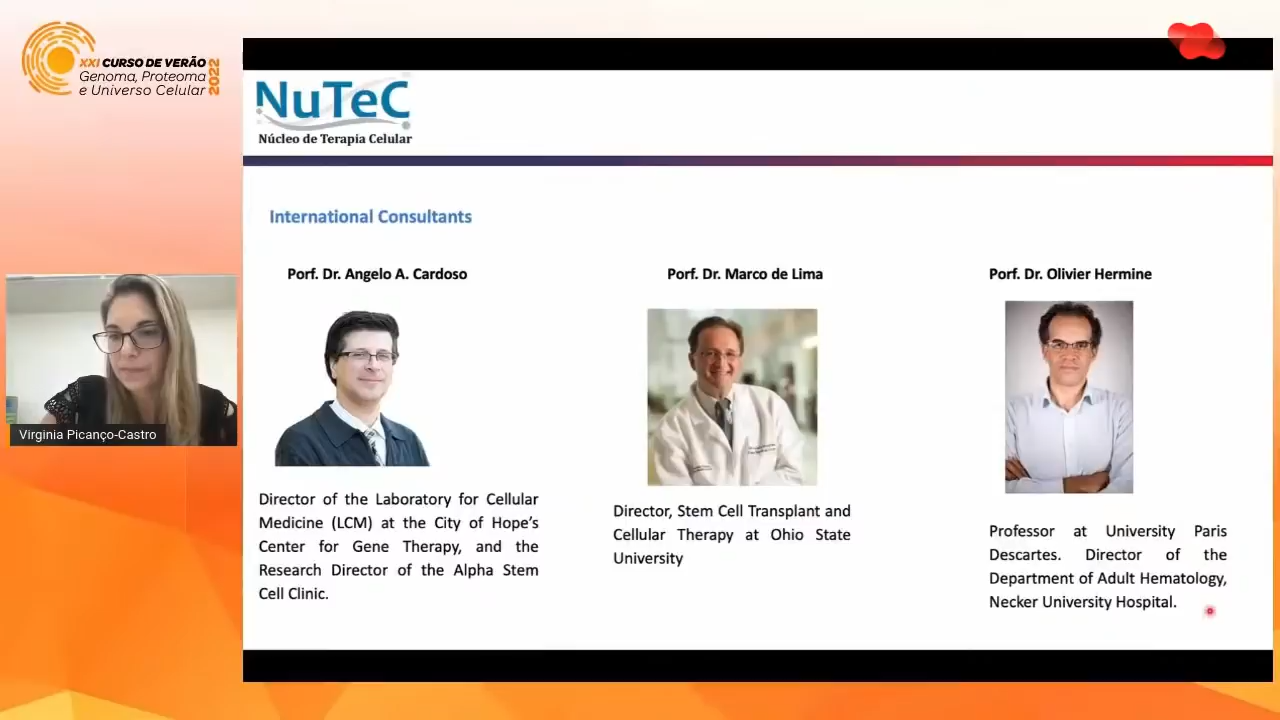 XXI CURSO DE VERÃO
Genoma, Proteoma
e Universo Celular
2022
NuTeC
Núcleo de Terapia Celular
International Consultants
Porf. Dr. Angelo A. Cardoso
Porf. Dr. Marco de Lima
Porf. Dr. Olivier Hermine
Virginia Picanço-Castro
Director of the Laboratory for Cellular
Medicine (LCM) at the City of Hope's
Center for Gene Therapy, and the
Research Director of the Alpha Stem
Cell Clinic.
Director, Stem Cell Transplant and
Cellular Therapy at Ohio State
University
Professor at University Paris
Descartes. Director of the
Department of Adult Hematology,
Necker University Hospital.